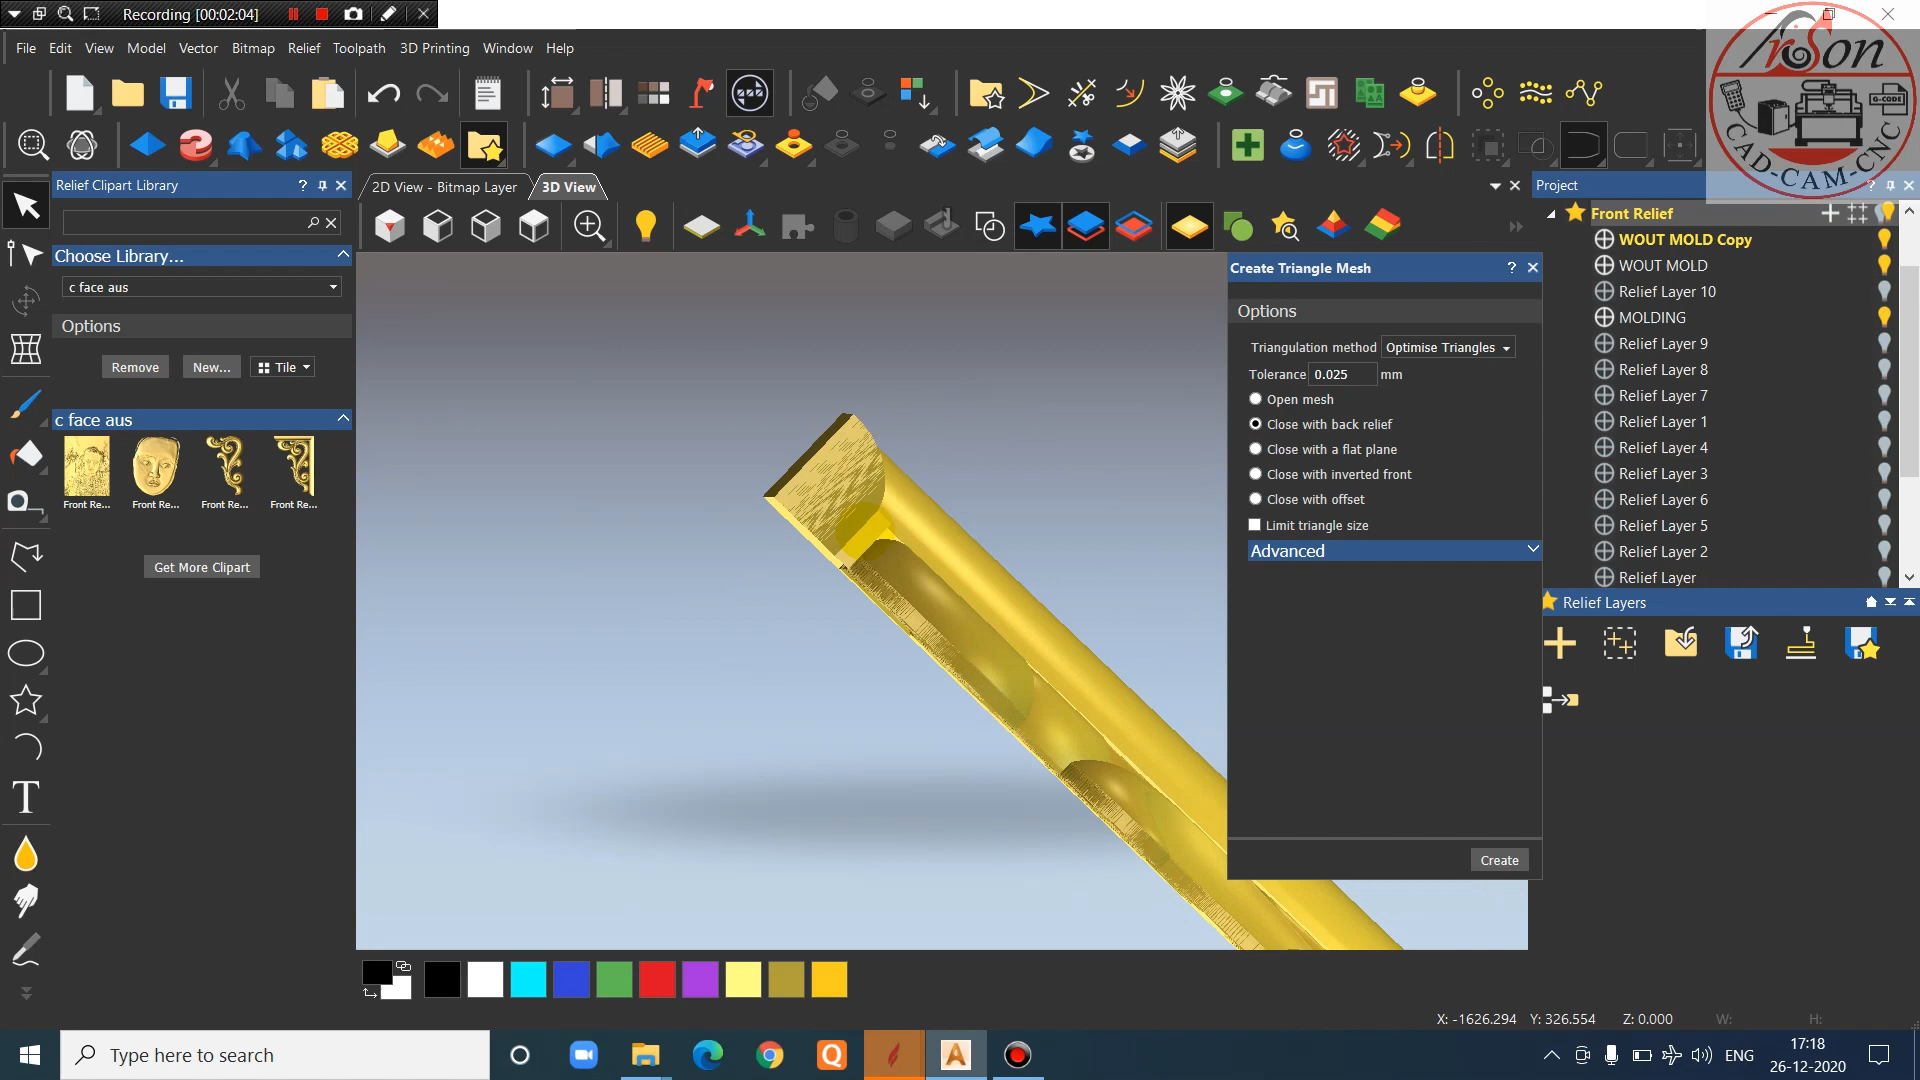 Recording [00:02:04]
File Edit View Model Vector Bitmap Relief Toolpath 3D Printing Window Help
ArSon
G-CODE
CAD-CAM-CNC
Relief Clipart Library ?
2D View - Bitmap Layer
3D View
Project ?
Choose Library...
c face aus
Options
Remove New... Tile
c face aus
Front Re... Front Re... Front Re... Front Re...
Get More Clipart
T
Create Triangle Mesh ?
Options
Triangulation method Optimise Triangles
Tolerance 0.025 mm
Open mesh
Close with back relief
Close with a flat plane
Close with inverted front
Close with offset
Limit triangle size
Advanced
Create
Front Relief
WOUT MOLD Copy
WOUT MOLD
Relief Layer 10
MOLDING
Relief Layer 9
Relief Layer 8
Relief Layer 7
Relief Layer 1
Relief Layer 4
Relief Layer 3
Relief Layer 6
Relief Layer 5
Relief Layer 2
Relief Layer
Relief Layers
X: -1626.294 Y: 326.554 Z: 0.000 W: H:
Type here to search
Q
A
ENG
17:18
26-12-2020